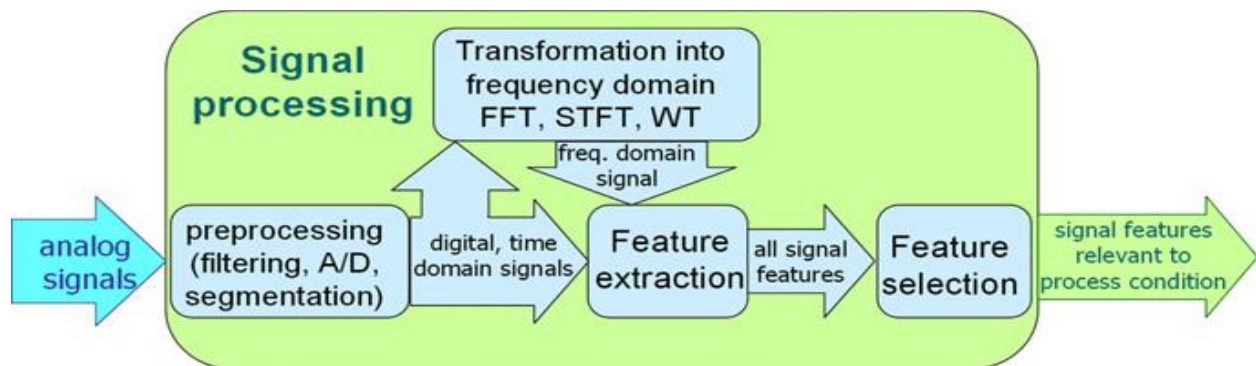 Signal
processing
Transformation into
frequency domain
FFT, STFT, WT
freq. domain
signal
analog
signals
preprocessing
(filtering, A/D,
segmentation)
digital, time
domain signals
Feature
extraction
all signal
features
Feature
selection
signal features
relevant to
process condition